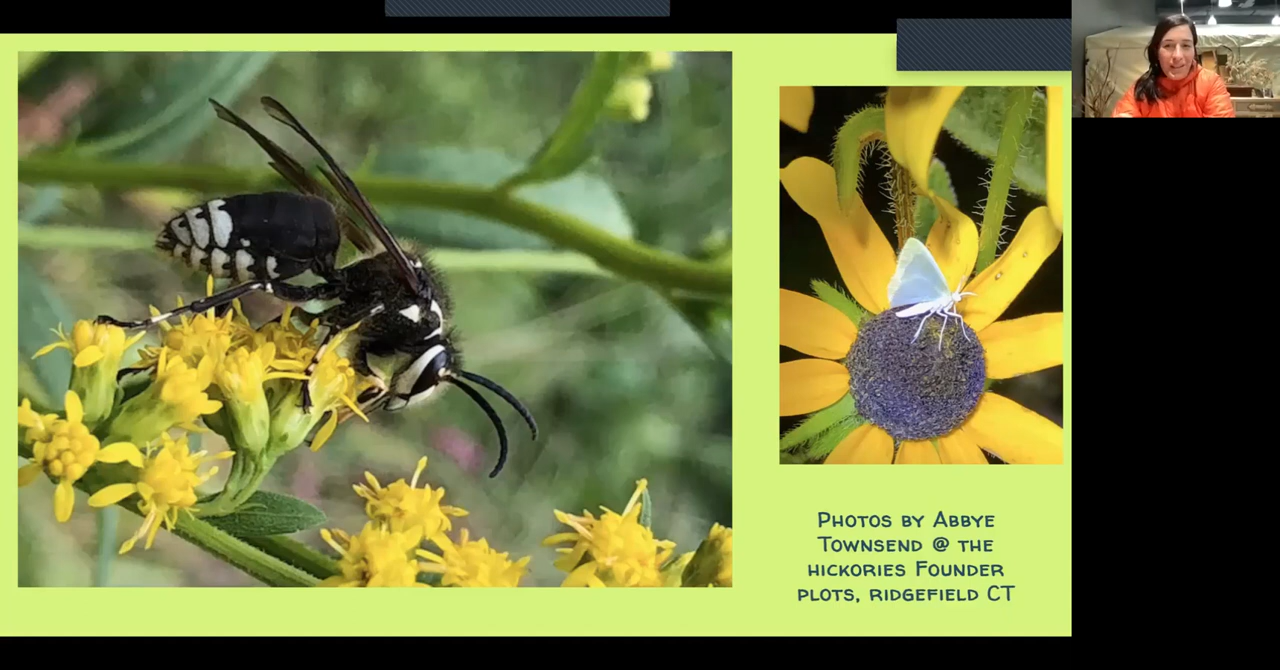 Photos by Abbye
Townsend @ the
hickories Founder
plots, ridgefield CT